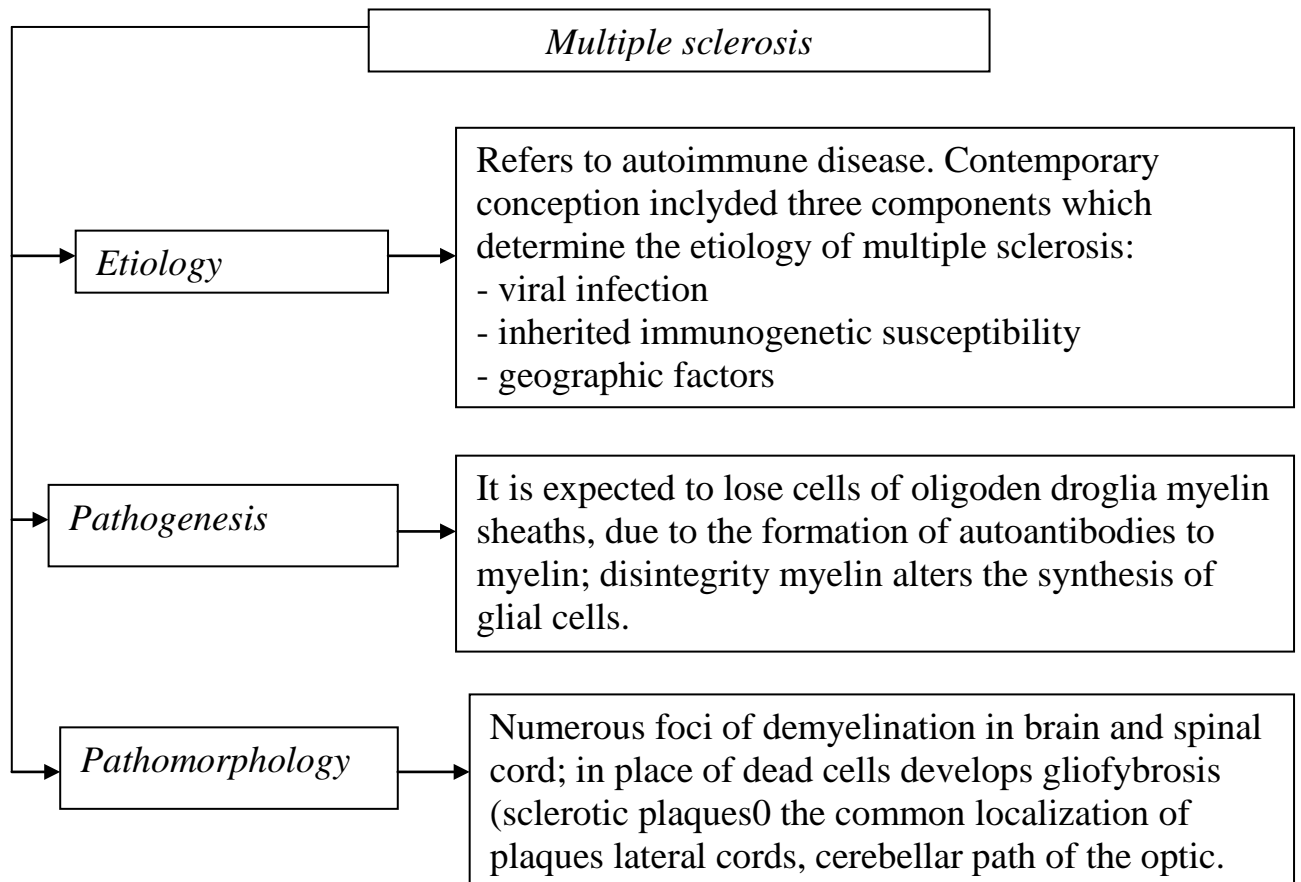 Multiple sclerosis
Etiology
Refers to autoimmune disease. Contemporary
conception inclyded three components which
determine the etiology of multiple sclerosis:
- viral infection
- inherited immunogenetic susceptibility
- geographic factors
Pathogenesis
It is expected to lose cells of oligoden droglia myelin
sheaths, due to the formation of autoantibodies to
myelin; disintegrity myelin alters the synthesis of
glial cells.
Pathomorphology
Numerous foci of demyelination in brain and spinal
cord; in place of dead cells develops gliofybrosis
(sclerotic plaques0 the common localization of
plaques lateral cords, cerebellar path of the optic.